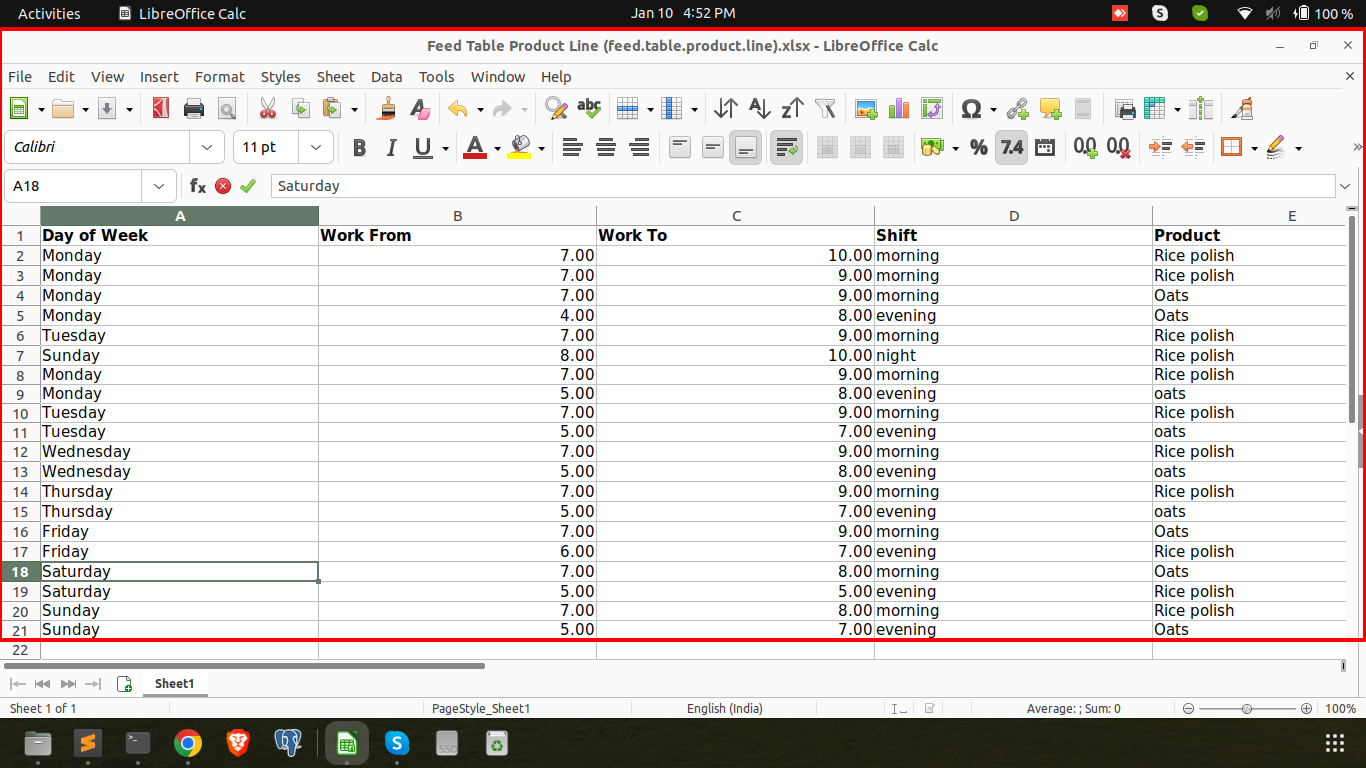 Activities LibreOffice Calc Jan 10 4:52 PM 100 %
Feed Table Product Line (feed.table.product.line).xlsx - LibreOffice Calc
File Edit View Insert Format Styles Sheet Data Tools Window Help
Calibri 11 pt B I U A % 7.4 0.0 0.0
A18 fx Saturday
A B C D E
1 Day of Week Work From Work To Shift Product
2 Monday 7.00 10.00 morning Rice polish
3 Monday 7.00 9.00 morning Rice polish
4 Monday 7.00 9.00 morning Oats
5 Monday 4.00 8.00 evening Oats
6 Tuesday 7.00 9.00 morning Rice polish
7 Sunday 8.00 10.00 night Rice polish
8 Monday 7.00 9.00 morning Rice polish
9 Monday 5.00 8.00 evening oats
10 Tuesday 7.00 9.00 morning Rice polish
11 Tuesday 5.00 7.00 evening oats
12 Wednesday 7.00 9.00 morning Rice polish
13 Wednesday 5.00 8.00 evening oats
14 Thursday 7.00 9.00 morning Rice polish
15 Thursday 5.00 7.00 evening oats
16 Friday 7.00 9.00 morning Oats
17 Friday 6.00 7.00 evening Rice polish
18 Saturday 7.00 8.00 morning Oats
19 Saturday 5.00 5.00 evening Rice polish
20 Sunday 7.00 8.00 morning Rice polish
21 Sunday 5.00 7.00 evening Oats
22
Sheet1
Sheet 1 of 1 PageStyle_Sheet1 English (India) Average: ; Sum: 0 100%
SSD